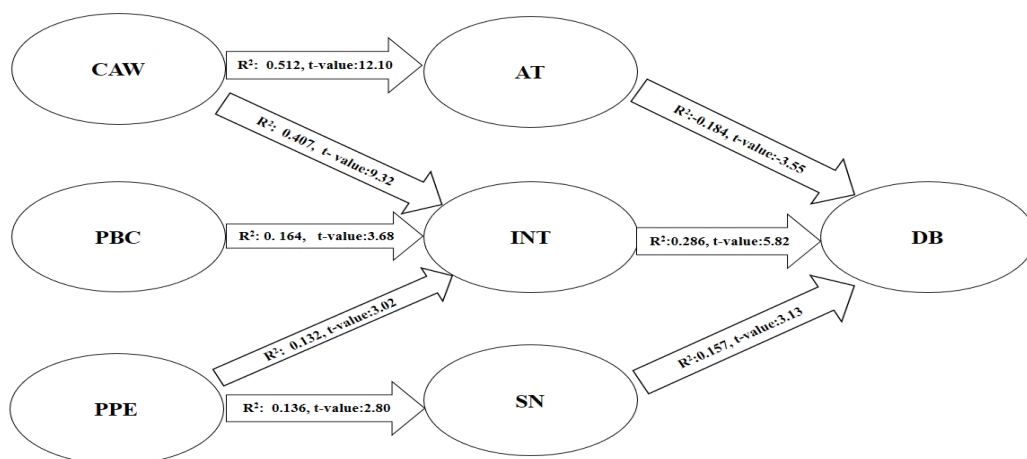 CAW
R²: 0.512, t-value:12.10
AT
R²: 0.407, t- value:9.32
R²:-0.184, t-value:-3.55
PBC
R²: 0. 164, t-value:3.68
INT
R²:0.286, t-value:5.82
DB
R²: 0.132, t-value:3.02
R²:0.157, t-value:3.13
PPE
R²: 0.136, t-value:2.80
SN